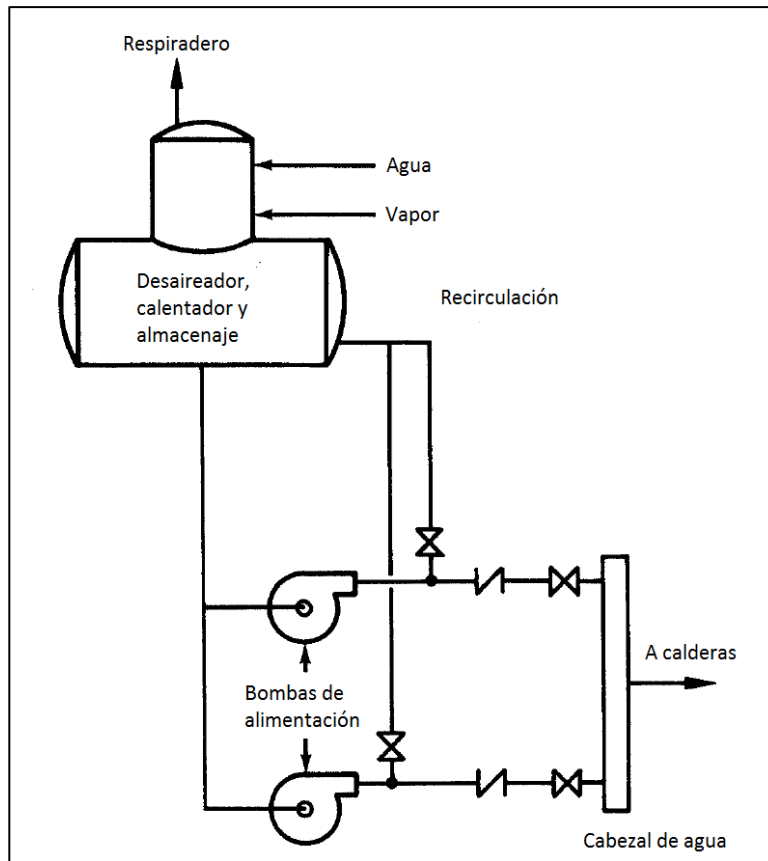 Respiradero
Agua
Vapor
Desaireador,
calentador y
almacenaje
Recirculación
A calderas
Bombas de
alimentación
Cabezal de agua